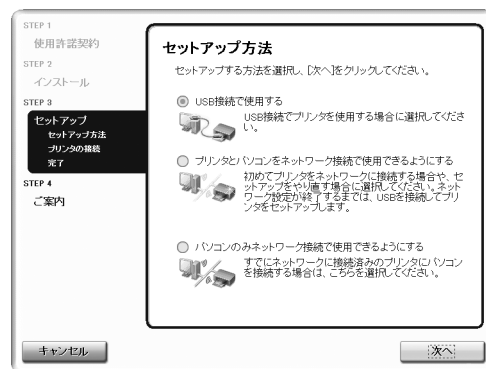 STEP 1
使用許諾契約
STEP 2
インストール
STEP 3
セットアップ
セットアップ方法
プリンタの接続
完了
STEP 4
ご案内
セットアップ方法
セットアップする方法を選択し、[次へ]をクリックしてください。
USB接続で使用する
USB接続でプリンタを使用する場合に選択してくださ
い。
プリンタとパソコンをネットワーク接続で使用できるようにする
初めてプリンタをネットワークに接続する場合や、セ
ットアップをやり直す場合に選択してください。ネット
ワーク設定が終了するまでは、USBを接続してプリ
ンタをセットアップします。
パソコンのみネットワーク接続で使用できるようにする
すでにネットワークに接続済みのプリンタにパソコン
を接続する場合は、こちらを選択してください。
キャンセル
次へ